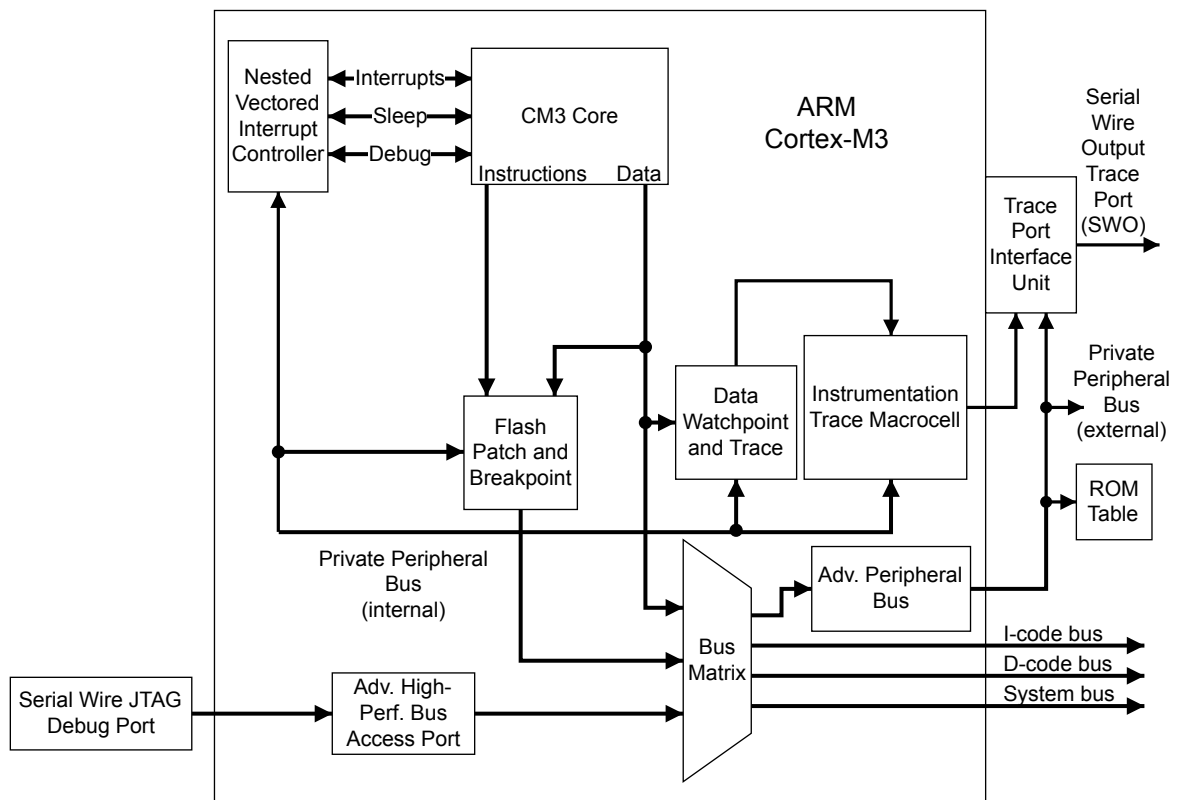 Nested
Vectored
Interrupt
Controller
Interrupts
Sleep
Debug
CM3 Core
Instructions
Data
ARM
Cortex-M3
Serial
Wire
Output
Trace
Port
(SWO)
Trace
Port
Interface
Unit
Flash
Patch and
Breakpoint
Data
Watchpoint
and Trace
Instrumentation
Trace Macrocell
Private
Peripheral
Bus
(external)
ROM
Table
Private Peripheral
Bus
(internal)
Adv. Peripheral
Bus
Bus
Matrix
I-code bus
D-code bus
System bus
Serial Wire JTAG
Debug Port
Adv. High-
Perf. Bus
Access Port